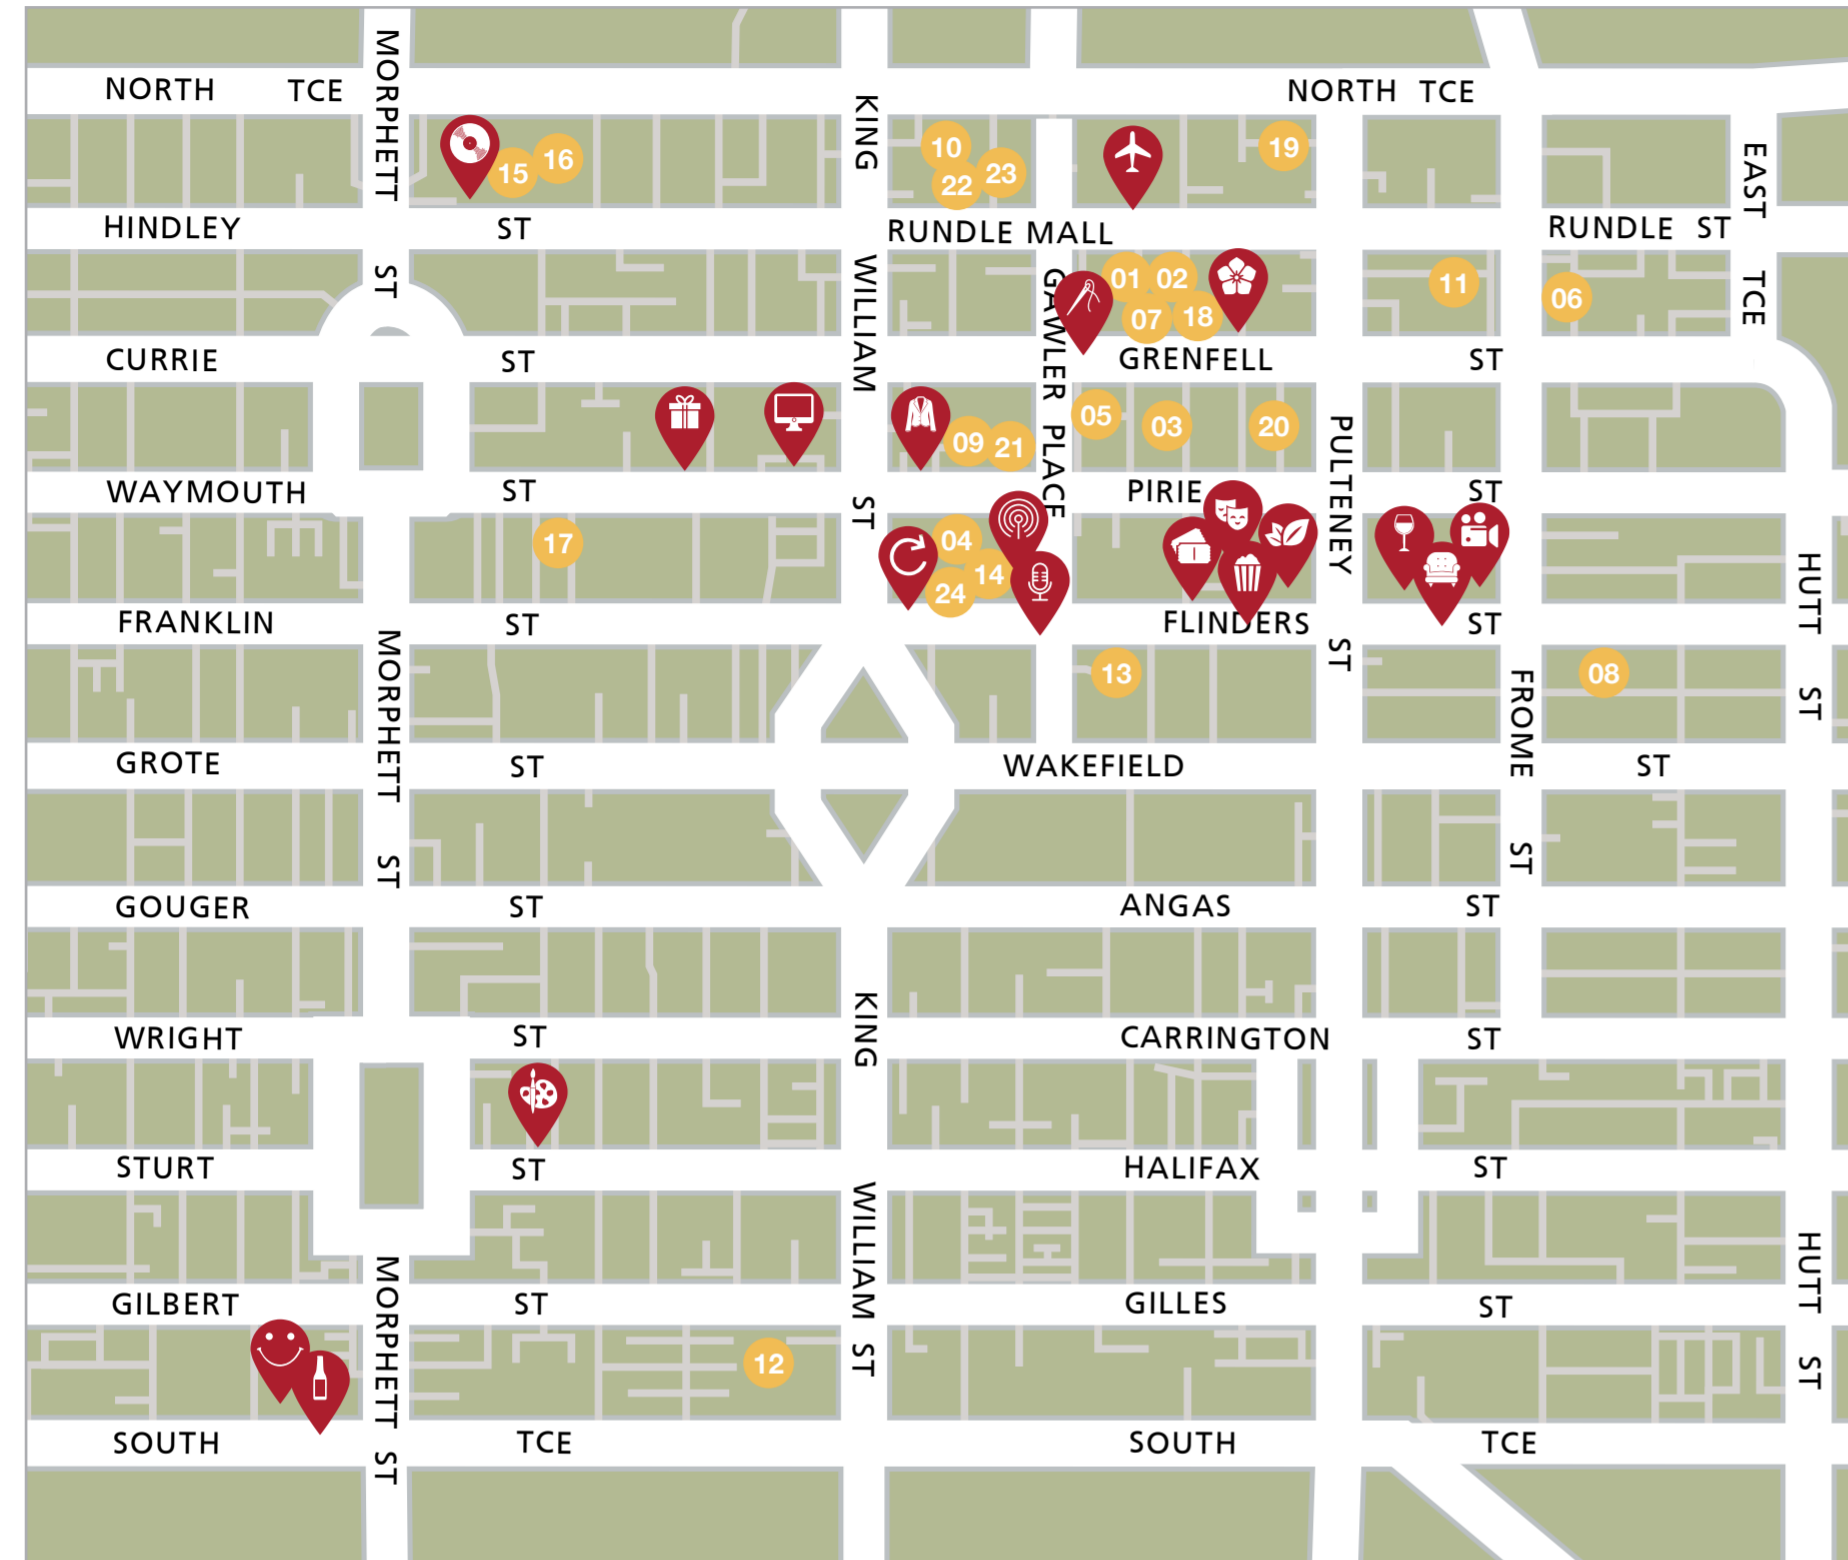 NORTH TCE
NORTH TCE
MORPHETT ST
KING WILLIAM ST
EAST TCE
10
22
23
15
16
19
HINDLEY ST
RUNDLE MALL
RUNDLE ST
GAWLER PLACE
01
02
07
18
11
06
CURRIE ST
GRENFELL ST
05
03
20
09
21
PULTENEY ST
WAYMOUTH ST
PIRIE ST
17
04
14
24
HUTT ST
FRANKLIN ST
FLINDERS ST
MORPHETT ST
13
08
FROME ST
GROTE ST
WAKEFIELD ST
GOUGER ST
ANGAS ST
KING WILLIAM ST
WRIGHT ST
CARRINGTON ST
STURT ST
HALIFAX ST
MORPHETT ST
HUTT ST
GILBERT ST
GILLES ST
12
SOUTH TCE
SOUTH TCE